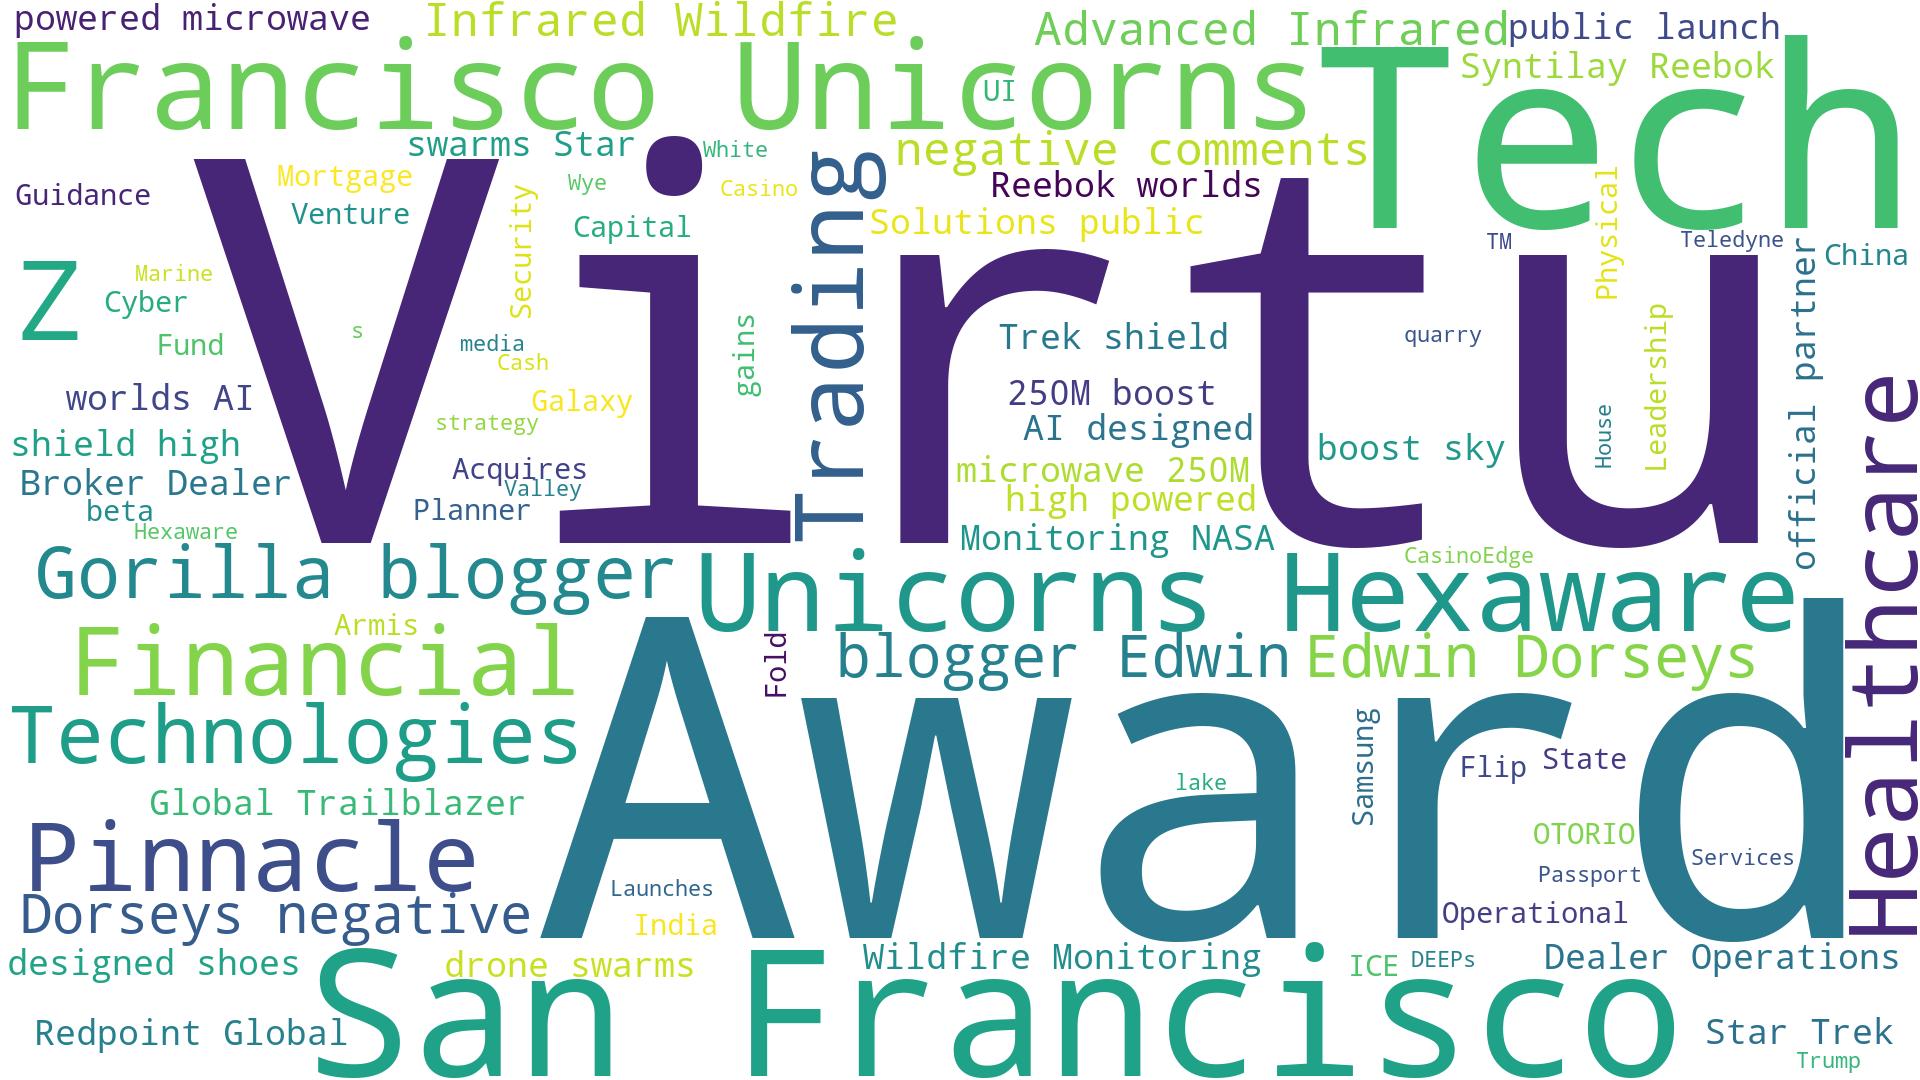 powered microwave
Infrared Wildfire
Advanced Infrared
public launch
Francisco Unicorns
Tech
UI
Syntilay Reebok
swarms Star
White
negative comments
Guidance
Mortgage
Venture
Security
Wye
Casino
Capital
Trading
Reebok worlds
Solutions public
Physical
TM
Teledyne
China
Virtu
Z
Marine
Cyber
Fund
s
media
Cash
gains
Trek shield
quarry
Leadership
official partner
worlds AI
Galaxy
strategy
250M boost
AI designed
shield high
boost sky
House
Broker Dealer
Acquires
Valley
microwave 250M
high powered
beta
Planner
Hexaware
Monitoring NASA
CasinoEdge
Healthcare
Gorilla blogger
Unicorns Hexaware
Armis
Financial
Fold
blogger Edwin
Edwin Dorseys
Technologies
Award
Samsung
Flip
State
lake
Global Trailblazer
OTORIO
Pinnacle
Services
Passport
Launches
India
Operational
Dorseys negative
designed shoes
drone swarms
Wildfire Monitoring
ICE
DEEPs
Dealer Operations
San Francisco
Redpoint Global
Star Trek
Trump